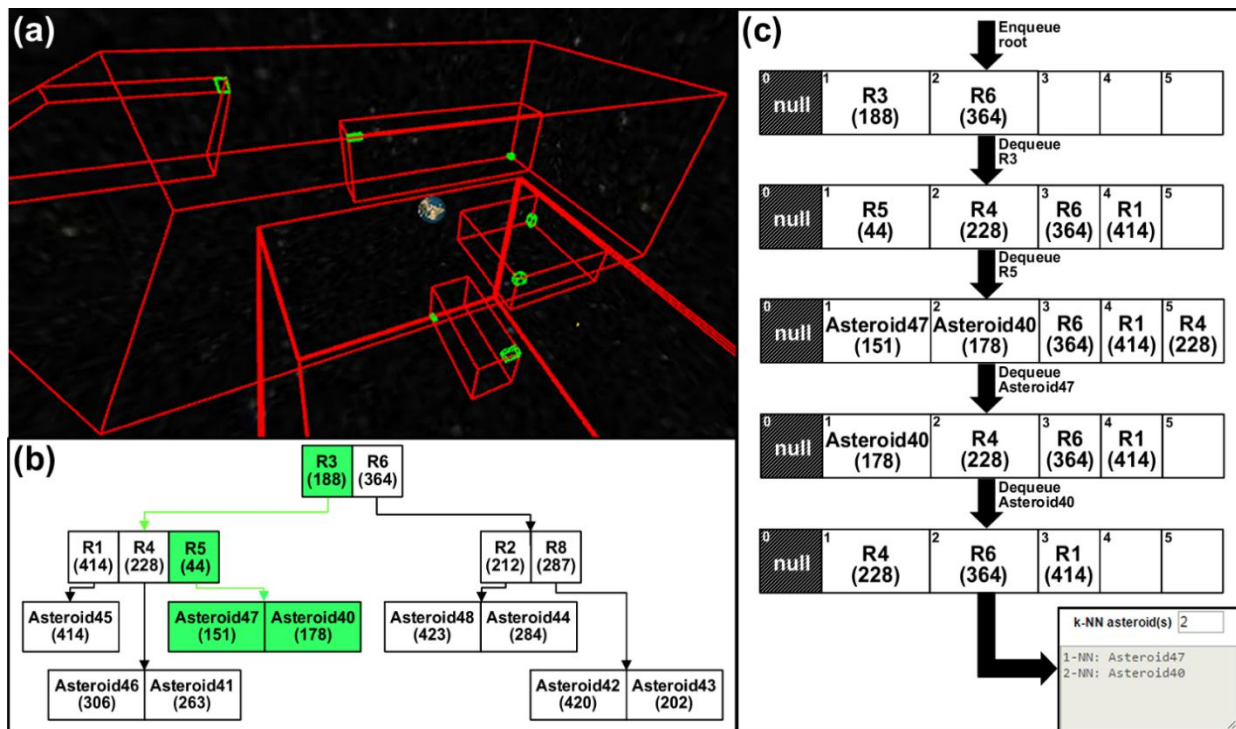 (a)
(b)
R3 R6
(188) (364)
R1 R4 R5
(414) (228) (44)
R2 R8
(212) (287)
Asteroid45
(414)
Asteroid47 Asteroid40
(151) (178)
Asteroid48 Asteroid44
(423) (284)
Asteroid46 Asteroid41
(306) (263)
Asteroid42 Asteroid43
(420) (202)
(c)
Enqueue
root
0 1 2 3 4 5
null R3 R6
(188) (364)
Dequeue
R3
0 1 2 3 4 5
null R5 R4 R6 R1
(44) (228) (364) (414)
Dequeue
R5
0 1 2 3 4 5
null Asteroid47 Asteroid40 R6 R1 R4
(151) (178) (364) (414) (228)
Dequeue
Asteroid47
0 1 2 3 4 5
null Asteroid40 R4 R6 R1
(178) (228) (364) (414)
Dequeue
Asteroid40
0 1 2 3 4 5
null R4 R6 R1
(228) (364) (414)
k-NN asteroid(s) 2
1-NN: Asteroid47
2-NN: Asteroid40